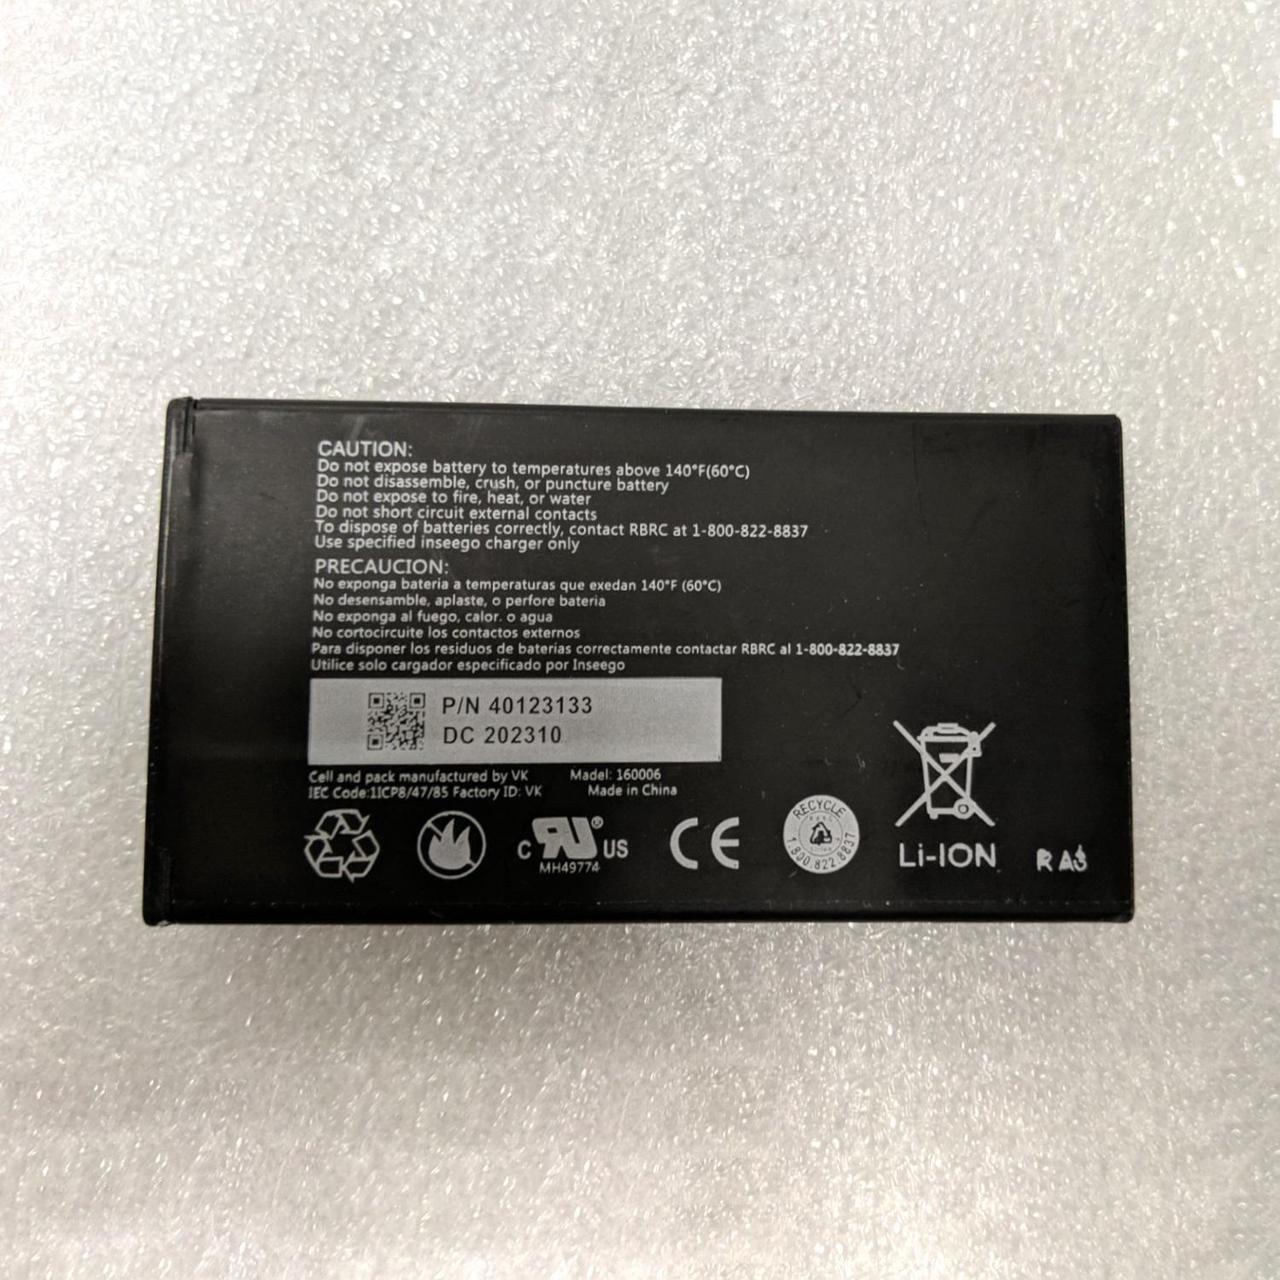 CAUTION:
Do not expose battery to temperatures above 140°F(60°C)
Do not disassemble, crush, or puncture battery
Do not expose to fire, heat, or water
Do not short circuit external contacts
To dispose of batteries correctly, contact RBRC at 1-800-822-8837
Use specified inseego charger only
PRECAUCION:
No exponga bateria a temperaturas que exedan 140°F (60°C)
No desensamble, aplaste, o perfore bateria
No exponga al fuego, calor. o agua
No cortocircuite los contactos externos
Para disponer los residuos de baterias correctamente contactar RBRC al 1-800-822-8837
Utilice solo cargador especificado por Inseego
P/N 40123133
DC 202310
Cell and pack manufactured by VK Madel: 160006
IEC Code:1ICP8/47/85 Factory ID: VK Made in China
C RU® US
MH49774
CE
RECYCLE
1.800.822.8837
Li-ION